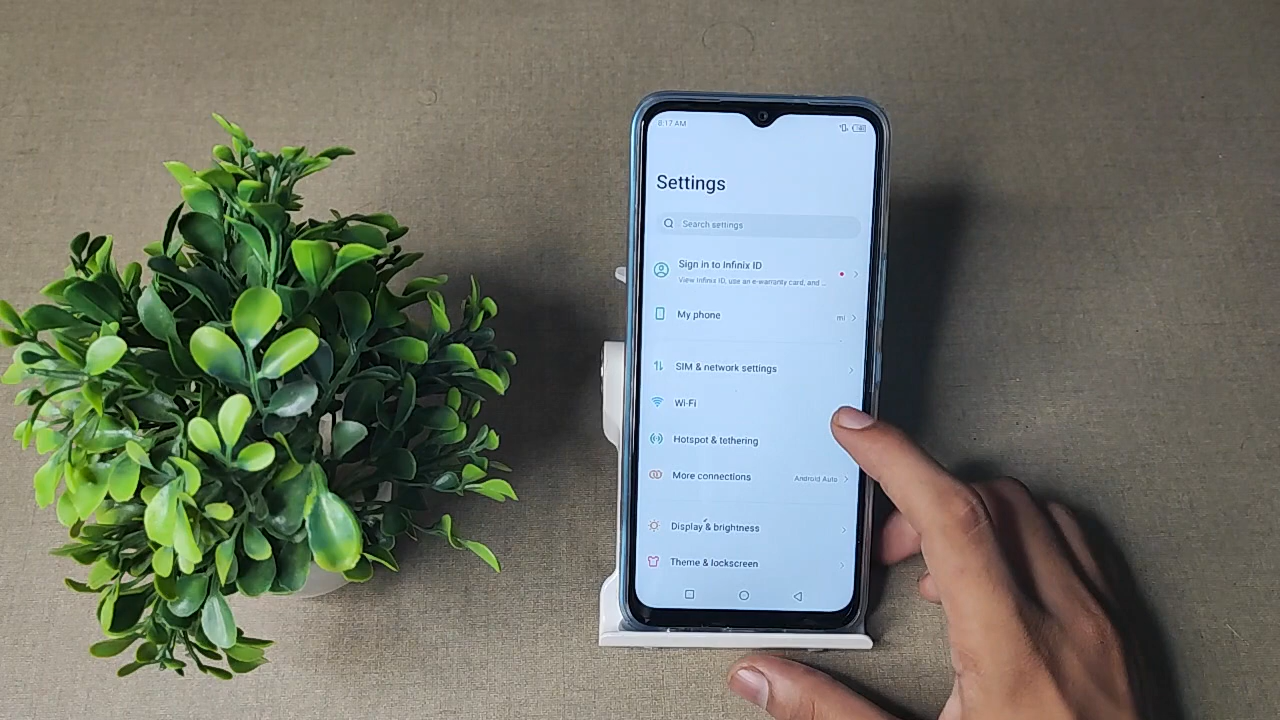 8:17 AM
Settings
Search settings
Sign in to Infinix ID
View Infinix ID, use an e-warranty card, and ...
My phone
mi
SIM & network settings
Wi-Fi
Hotspot & tethering
More connections
Android Auto
Display & brightness
Theme & lockscreen